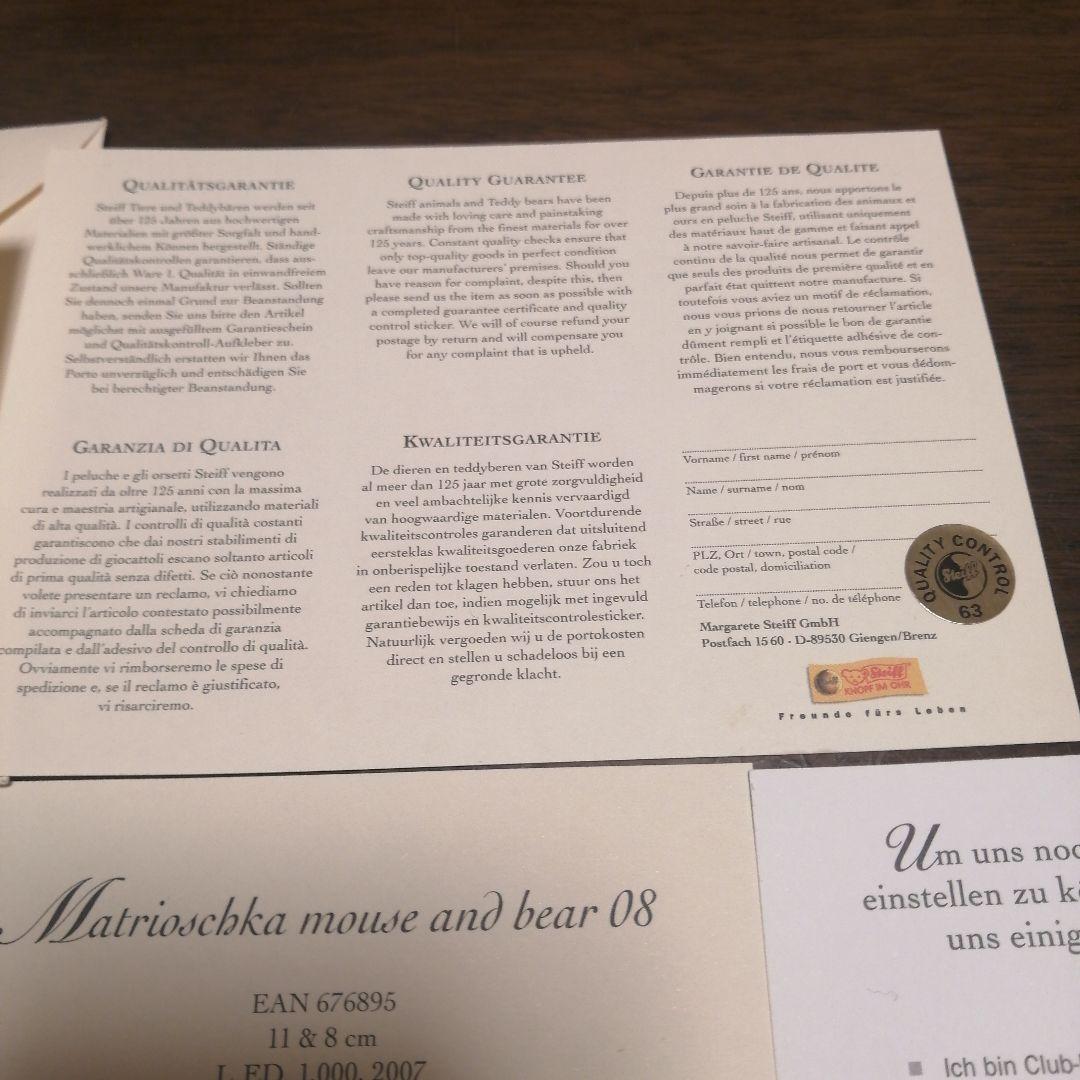 QUALITÄTSGARANTIE
Steiff Tiere und Teddybären werden seit
über 125 Jahren aus hochwertigen
Materialien mit größter Sorgfalt und hand-
werklichem Können hergestellt. Ständige
Qualitätskontrollen garantieren, dass aus-
schließlich Ware 1. Qualität in einwandfreiem
Zustand unsere Manufaktur verlässt. Sollten
Sie dennoch einmal Grund zur Beanstandung
haben, senden Sie uns bitte den Artikel
möglichst mit ausgefülltem Garantieschein
und Qualitätskontroll-Aufkleber zu.
Selbstverständlich erstatten wir Ihnen das
Porto unverzüglich und entschädigen Sie
bei berechtigter Beanstandung.
QUALITY GUARANTEE
Steiff animals and Teddy bears have been
made with loving care and painstaking
craftsmanship from the finest materials for over
125 years. Constant quality checks ensure that
only top-quality goods in perfect condition
leave our manufacturers' premises. Should you
have reason for complaint, despite this, then
please send us the item as soon as possible with
a completed guarantee certificate and quality
control sticker. We will of course refund your
postage by return and will compensate you
for any complaint that is upheld.
GARANTIE DE QUALITE
Depuis plus de 125 ans, nous apportons le
plus grand soin à la fabrication des animaux et
ours en peluche Steiff, utilisant uniquement
des matériaux haut de gamme et faisant appel
à notre savoir-faire artisanal. Le contrôle
continu de la qualité nous permet de garantir
que seuls des produits de première qualité et en
parfait état quittent notre manufacture. Si
toutefois vous aviez un motif de réclamation,
nous vous prions de nous retourner l'article
en y joignant si possible le bon de garantie
dûment rempli et l'étiquette adhésive de con-
trôle. Bien entendu, nous vous rembourserons
immédiatement les frais de port et vous dédom-
magerons si votre réclamation est justifiée.
GARANZIA DI QUALITA
I peluche e gli orsetti Steiff vengono
realizzati da oltre 125 anni con la massima
cura e maestria artigianale, utilizzando materiali
di alta qualità. I controlli di qualità costanti
garantiscono che dai nostri stabilimenti di
produzione di giocattoli escano soltanto articoli
di prima qualità senza difetti. Se ciò nonostante
volete presentare un reclamo, vi chiediamo
di inviarci l'articolo contestato possibilmente
accompagnato dalla scheda di garanzia
compilata e dall'adesivo del controllo di qualità.
Ovviamente vi rimborseremo le spese di
spedizione e, se il reclamo è giustificato,
vi risarciremo.
KWALITEITSGARANTIE
De dieren en teddyberen van Steiff worden
al meer dan 125 jaar met grote zorgvuldigheid
en veel ambachtelijke kennis vervaardigd
van hoogwaardige materialen. Voortdurende
kwaliteitscontroles garanderen dat uitsluitend
eersteklas kwaliteitsgoederen onze fabriek
in onberispelijke toestand verlaten. Zou u toch
een reden tot klagen hebben, stuur ons het
artikel dan toe, indien mogelijk met ingevuld
garantiebewijs en kwaliteitscontrolesticker.
Natuurlijk vergoeden wij u de portokosten
direct en stellen u schadeloos bij een
gegronde klacht.
Vorname / first name / prénom
Name / surname / nom
Straße / street / rue
PLZ, Ort / town, postal code /
code postal, domiciliation
Telefon / telephone / no. de téléphone
QUALITY CONTROL
Steiff
63
Margarete Steiff GmbH
Postfach 15 60 - D-89530 Giengen/Brenz
Steiff
KNOPF IM OHR
Freunde fürs Leben
Matrioschka mouse and bear 08
EAN 676895
11 & 8 cm
L. ED. 1.000, 2007
Um uns noc
einstellen zu kä
uns einig
Ich bin Club-